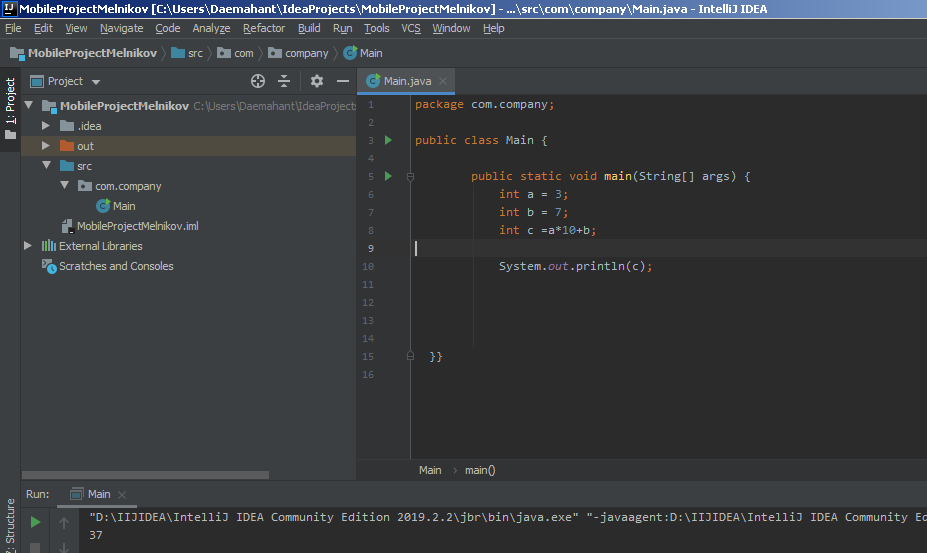 MobileProjectMelnikov [C:\Users\Daemahant\IdeaProjects\MobileProjectMelnikov] - ...\src\com\company\Main.java - IntelliJ IDEA
File Edit View Navigate Code Analyze Refactor Build Run Tools VCS Window Help
MobileProjectMelnikov src com company Main
1: Project
Project
MobileProjectMelnikov C:\Users\Daemahant\IdeaProjects
.idea
out
src
com.company
Main
MobileProjectMelnikov.iml
External Libraries
Scratches and Consoles
Main.java
1 package com.company;
2
3 public class Main {
4
5 public static void main(String[] args) {
6 int a = 3;
7 int b = 7;
8 int c =a*10+b;
9
10 System.out.println(c);
11
12
13
14
15 }}
16
Main main()
Run: Main
Structure
"D:\IIJIDEA\IntelliJ IDEA Community Edition 2019.2.2\jbr\bin\java.exe" "-javaagent:D:\IIJIDEA\IntelliJ IDEA Community Ed
37